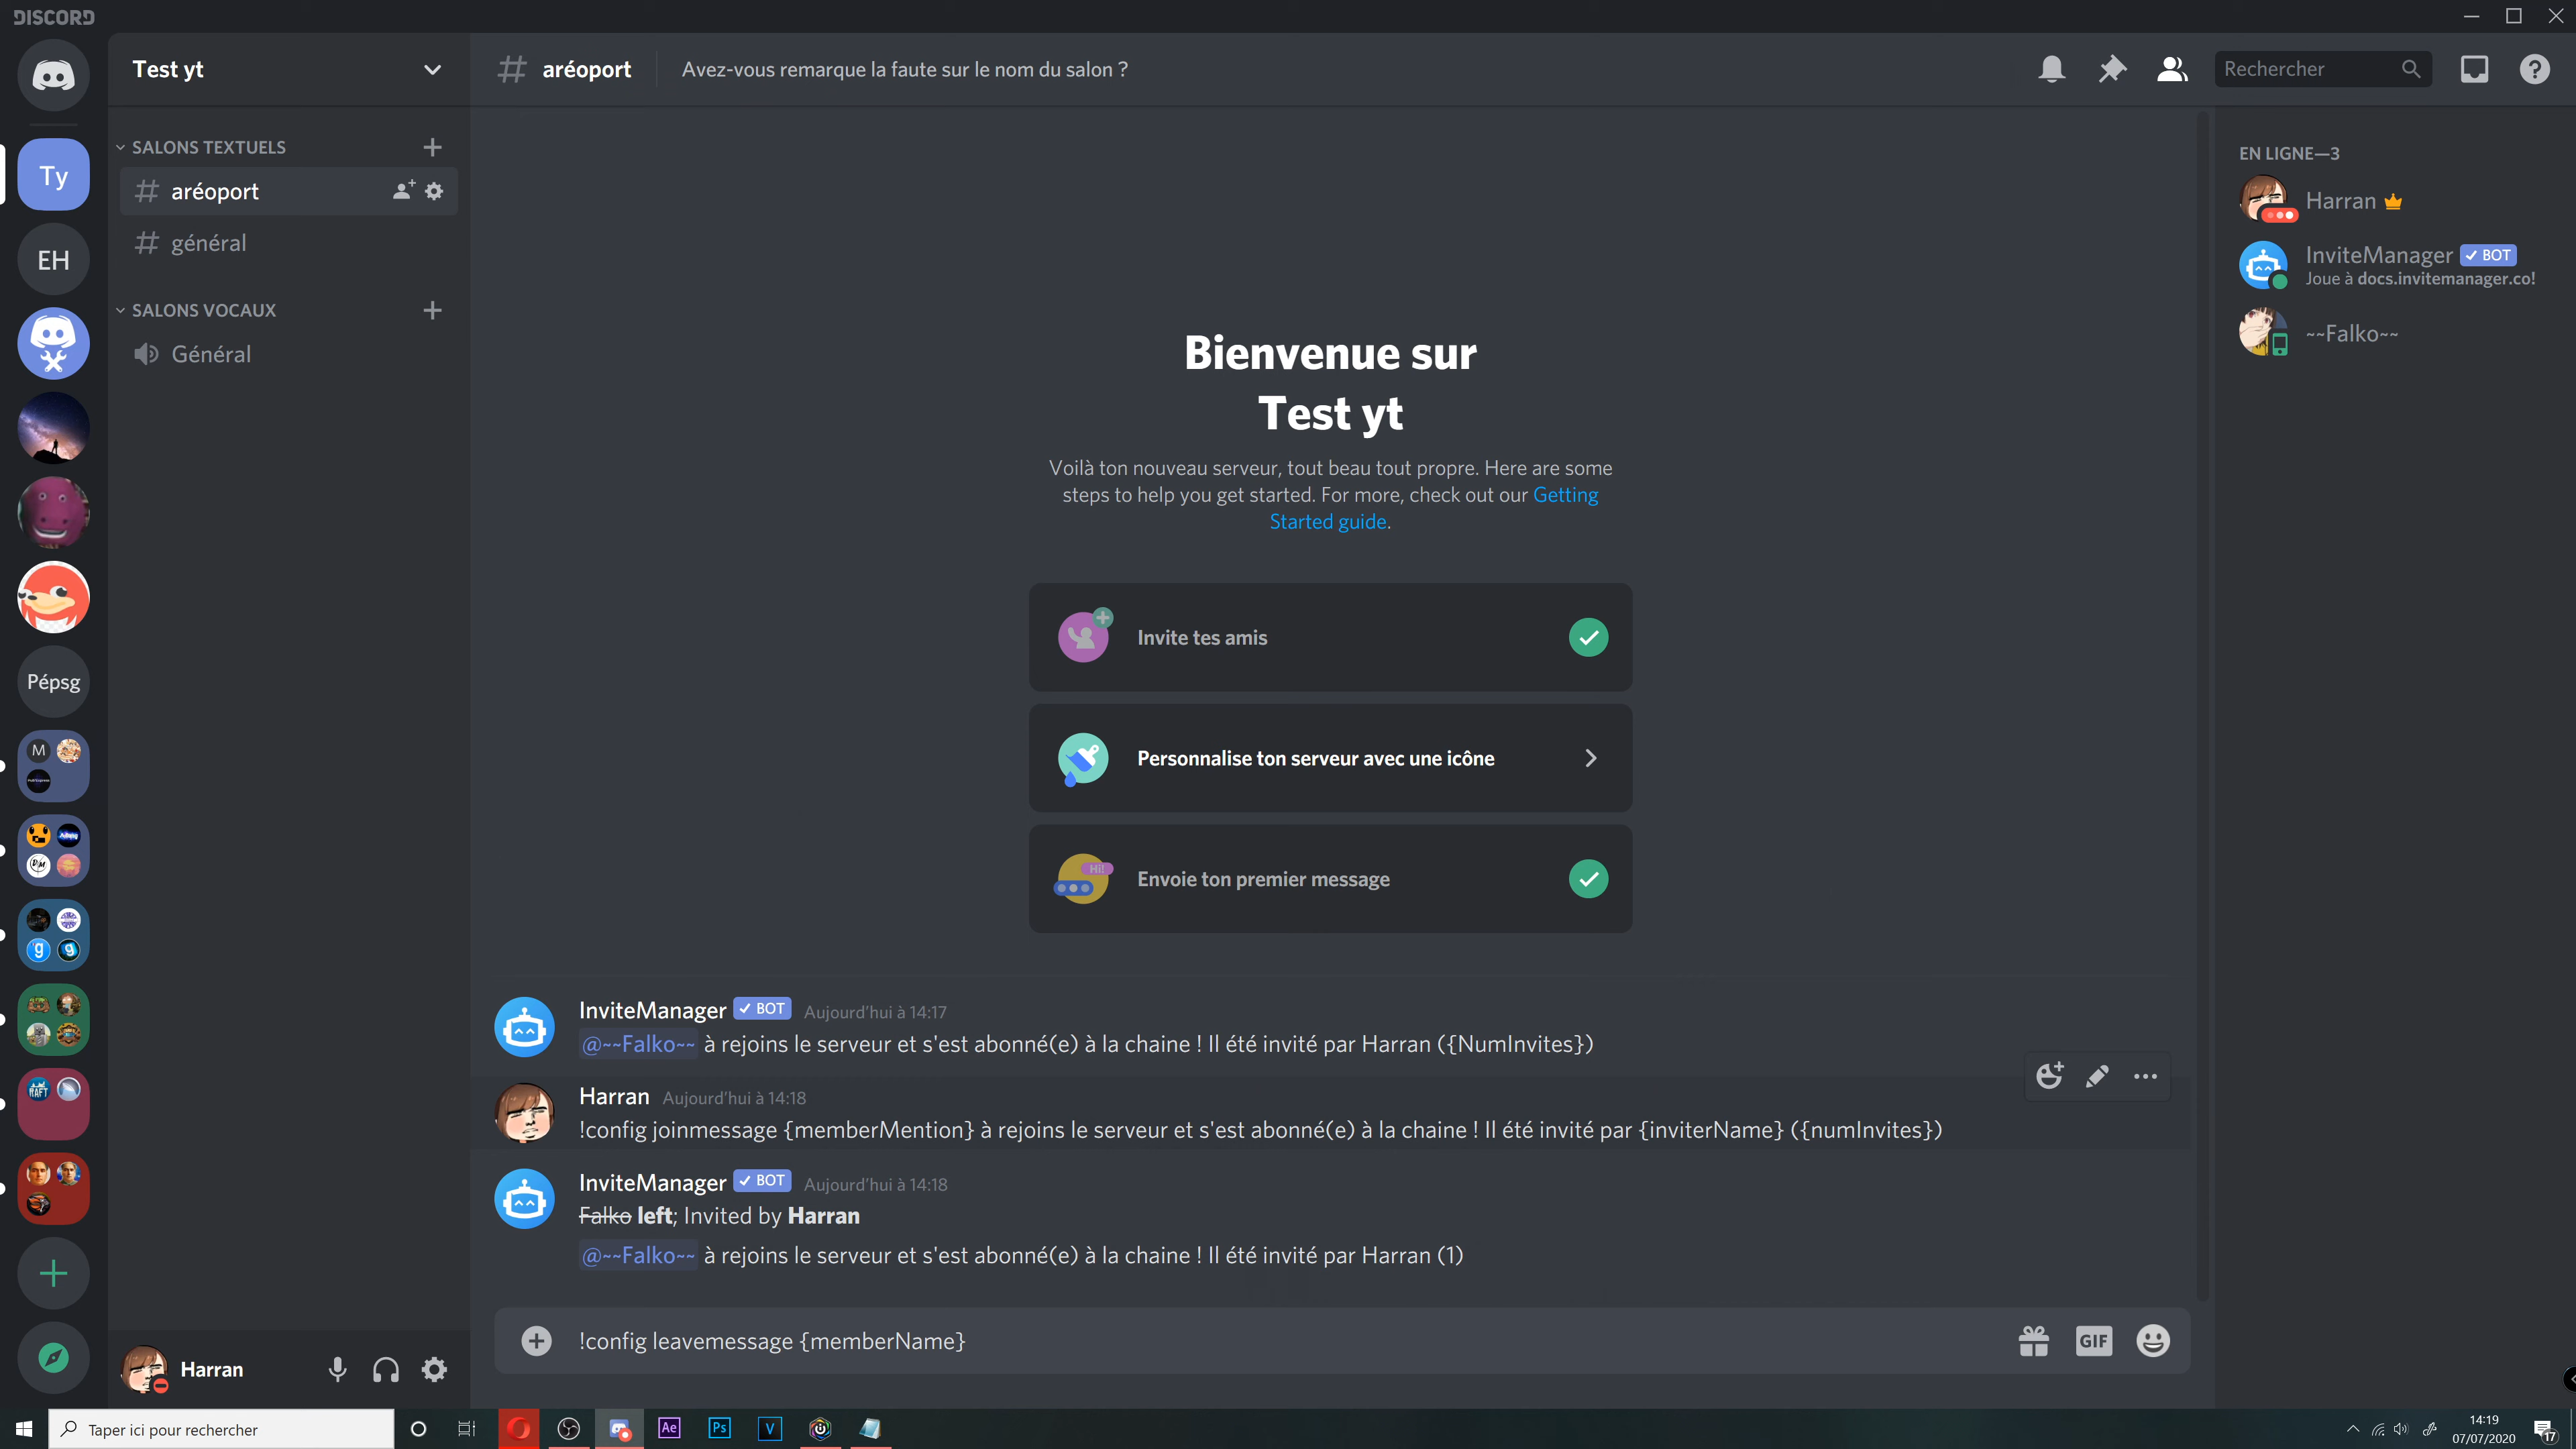 DISCORD
Test yt
aréoport
Avez-vous remarque la faute sur le nom du salon ?
Rechercher
Ty
EH
Pépsg
M
SALONS TEXTUELS
aréoport
général
SALONS VOCAUX
Général
Bienvenue sur
Test yt
Voilà ton nouveau serveur, tout beau tout propre. Here are some
steps to help you get started. For more, check out our Getting
Started guide.
Invite tes amis
Personnalise ton serveur avec une icône
Hi!
Envoie ton premier message
InviteManager BOT Aujourd'hui à 14:17
@~~Falko~~ à rejoins le serveur et s'est abonné(e) à la chaine ! Il été invité par Harran ({NumInvites})
Harran Aujourd'hui à 14:18
!config joinmessage {memberMention} à rejoins le serveur et s'est abonné(e) à la chaine ! Il été invité par {inviterName} ({numInvites})
InviteManager BOT Aujourd'hui à 14:18
Falko left; Invited by Harran
@~~Falko~~ à rejoins le serveur et s'est abonné(e) à la chaine ! Il été invité par Harran (1)
!config leavemessage {memberName}
GIF
EN LIGNE—3
Harran
InviteManager BOT
Joue à docs.invitemanager.co!
~~Falko~~
Harran
Taper ici pour rechercher
Ae
Ps
V
14:19
07/07/2020
17